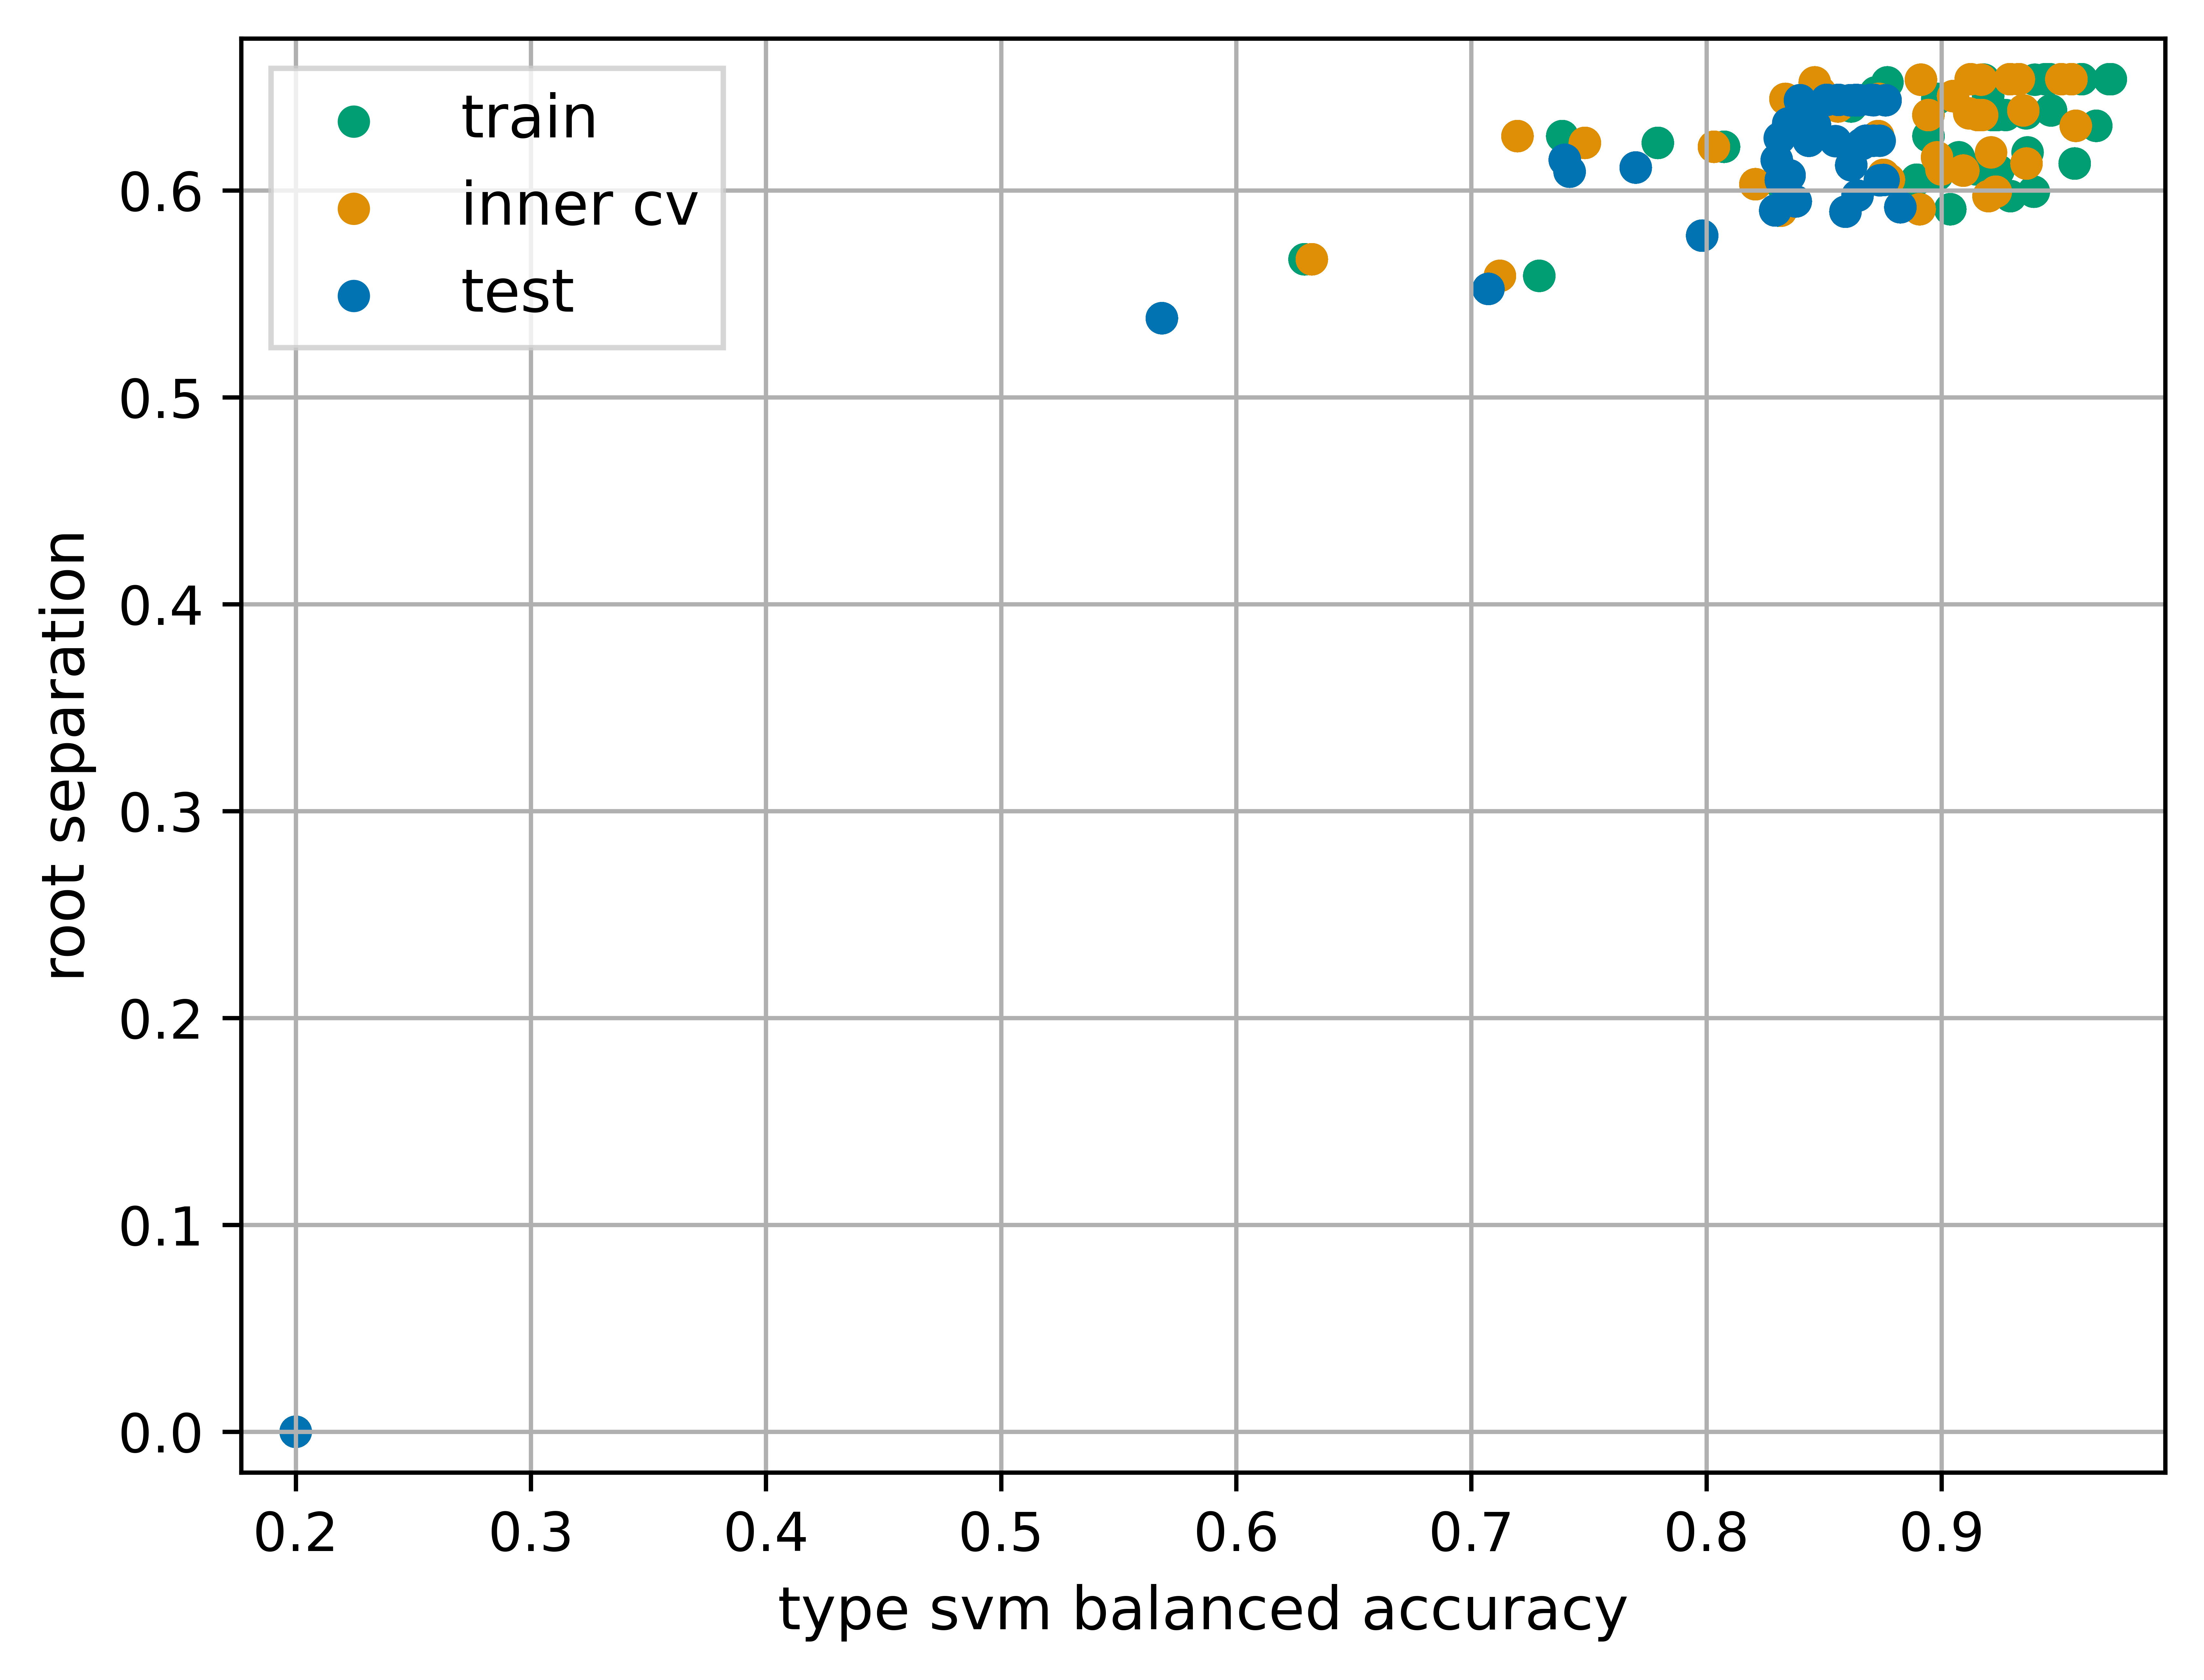 train
inner cv
test
root separation
0.6
0.5
0.4
0.3
0.2
0.1
0.0
0.2 0.3 0.4 0.5 0.6 0.7 0.8 0.9
type svm balanced accuracy